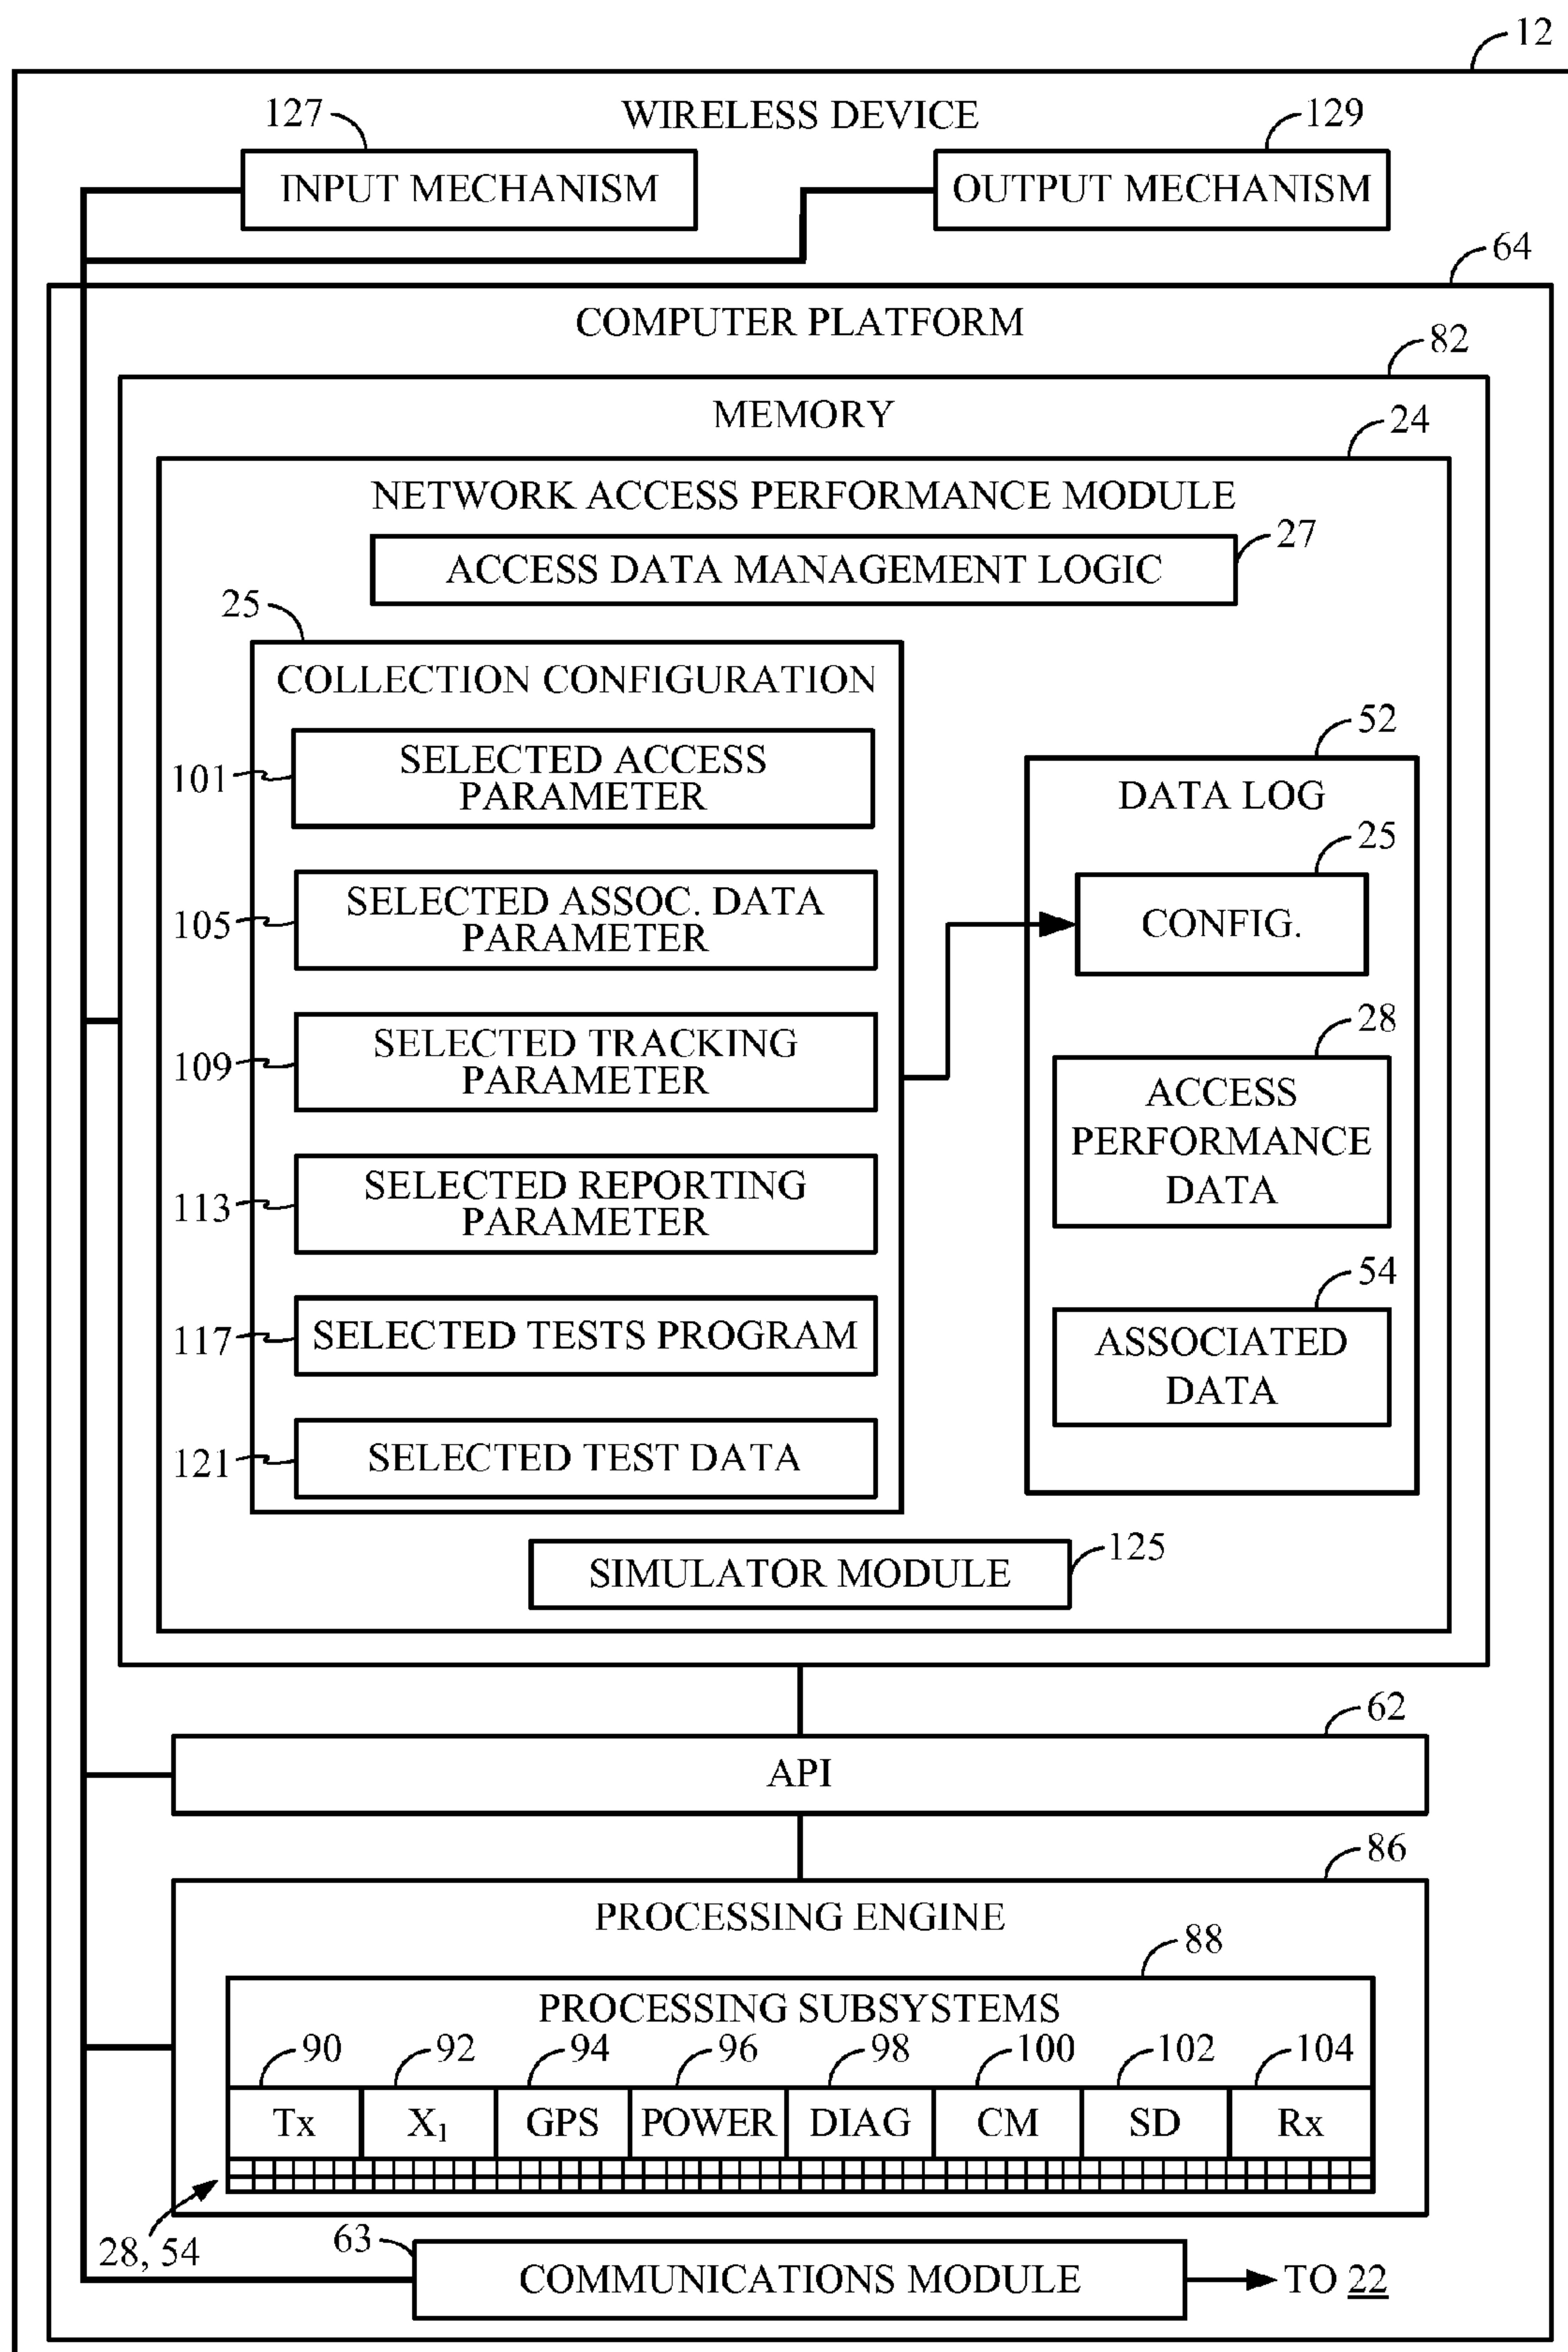 12
WIRELESS DEVICE
127
129
INPUT MECHANISM
OUTPUT MECHANISM
64
COMPUTER PLATFORM
82
MEMORY
24
NETWORK ACCESS PERFORMANCE MODULE
27
ACCESS DATA MANAGEMENT LOGIC
25
COLLECTION CONFIGURATION
101
SELECTED ACCESS
PARAMETER
105
SELECTED ASSOC. DATA
PARAMETER
109
SELECTED TRACKING
PARAMETER
113
SELECTED REPORTING
PARAMETER
117
SELECTED TESTS PROGRAM
121
SELECTED TEST DATA
52
DATA LOG
25
CONFIG.
28
ACCESS
PERFORMANCE
DATA
54
ASSOCIATED
DATA
125
SIMULATOR MODULE
62
API
86
PROCESSING ENGINE
88
PROCESSING SUBSYSTEMS
90 92 94 96 98 100 102 104
Tx X₁ GPS POWER DIAG CM SD Rx
28, 54
63
COMMUNICATIONS MODULE
TO 22